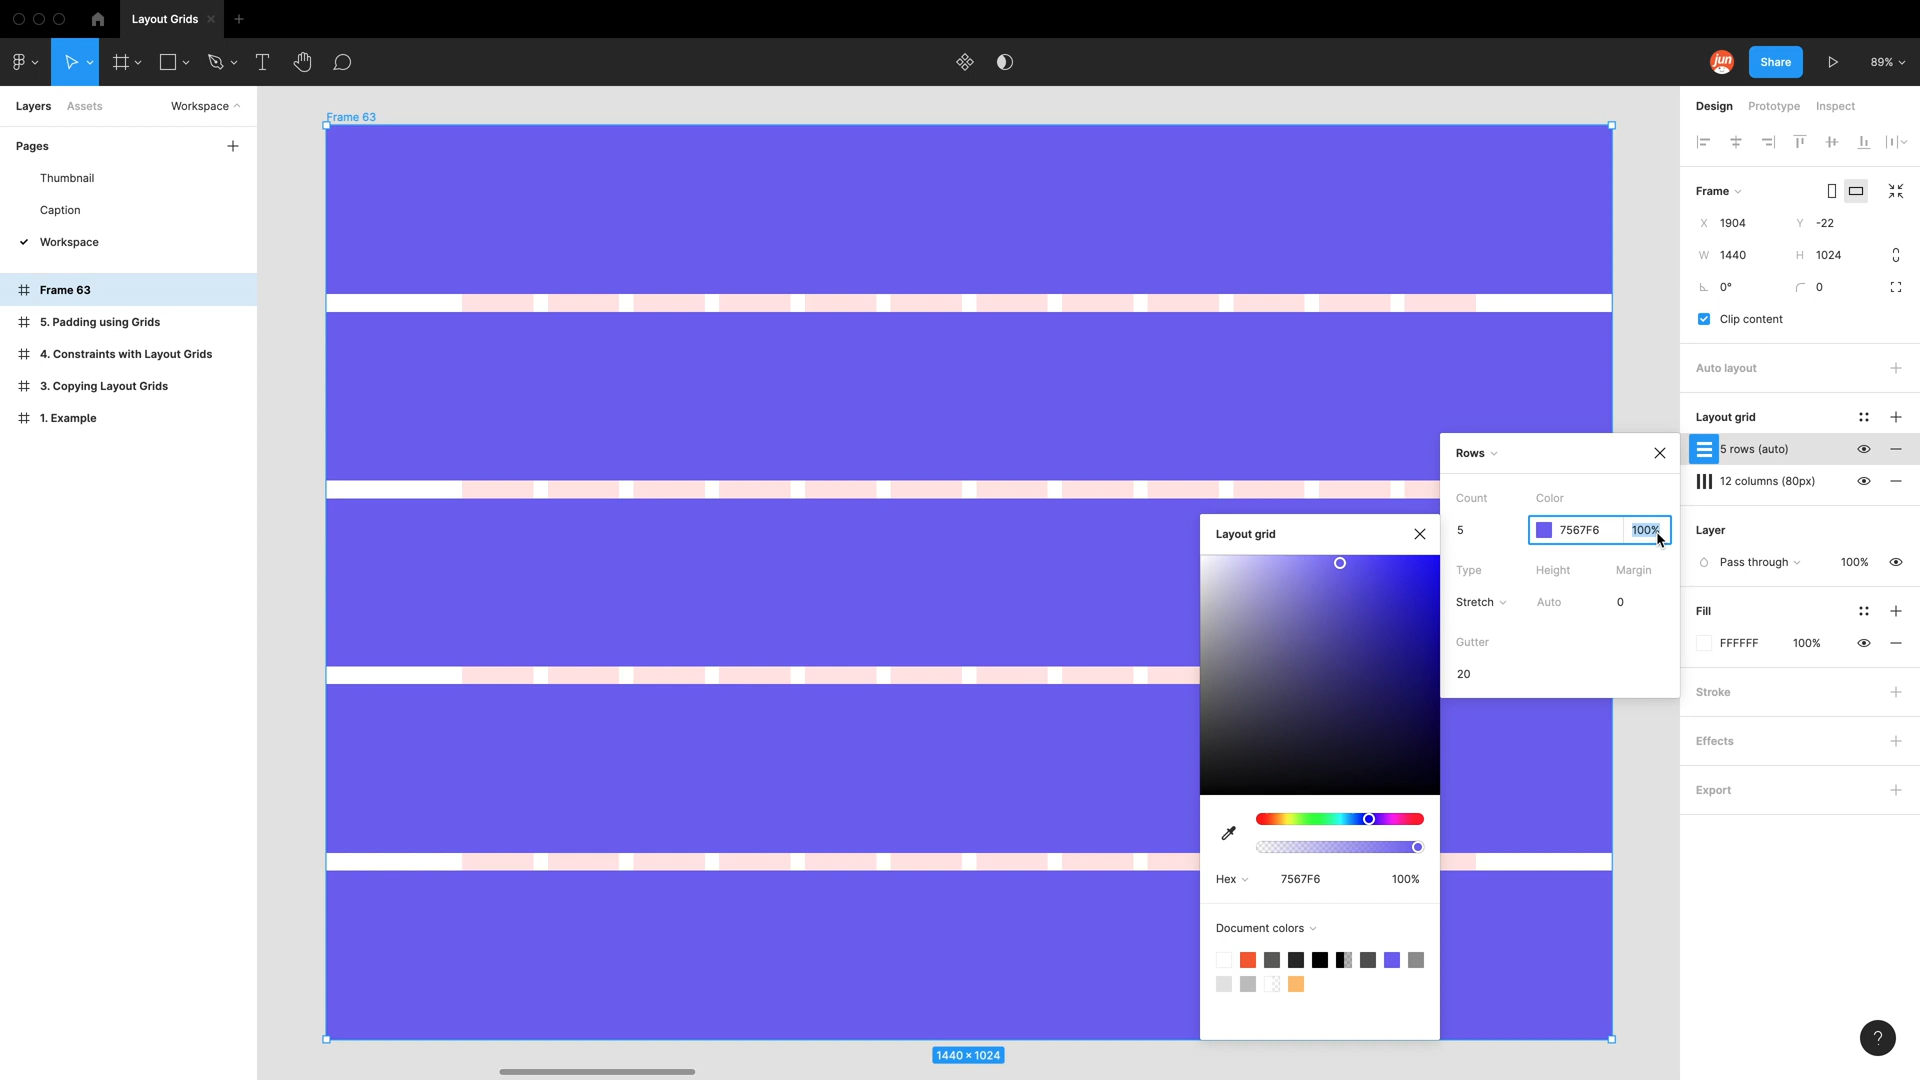 Layout Grids
jun
Share
89%
Layers
Assets
Workspace
Pages
Thumbnail
Caption
Workspace
Frame 63
5. Padding using Grids
4. Constraints with Layout Grids
3. Copying Layout Grids
1. Example
Frame 63
1440 × 1024
Layout grid
Hex
7567F6
100%
Document colors
Rows
Count
Color
5
7567F6
100%
Type
Height
Margin
Stretch
Auto
0
Gutter
20
Design
Prototype
Inspect
Frame
X
1904
Y
-22
W
1440
H
1024
0°
0
Clip content
Auto layout
Layout grid
5 rows (auto)
12 columns (80px)
Layer
Pass through
100%
Fill
FFFFFF
100%
Stroke
Effects
Export
?